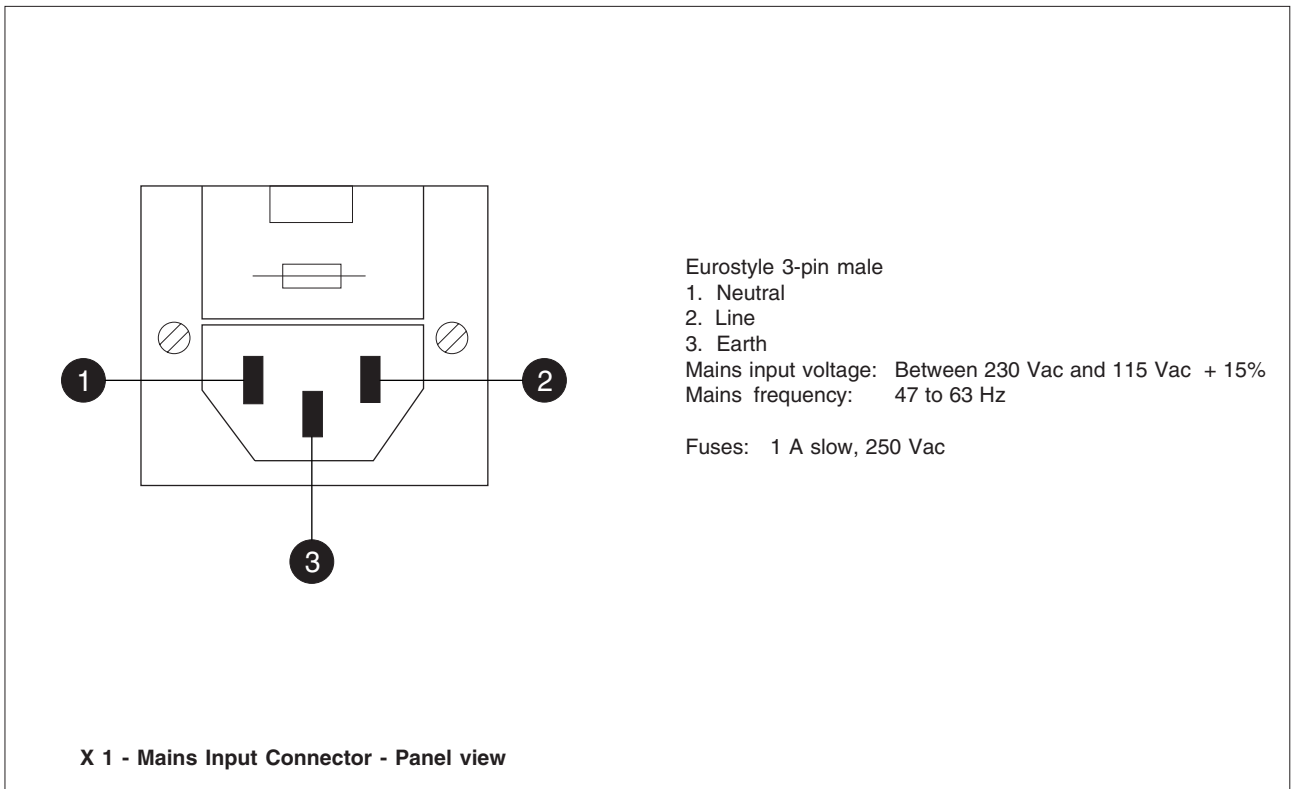 Eurostyle 3-pin male
1. Neutral
2. Line
3. Earth
Mains input voltage: Between 230 Vac and 115 Vac + 15%
Mains frequency: 47 to 63 Hz
Fuses: 1 A slow, 250 Vac
1
2
3
X 1 - Mains Input Connector - Panel view